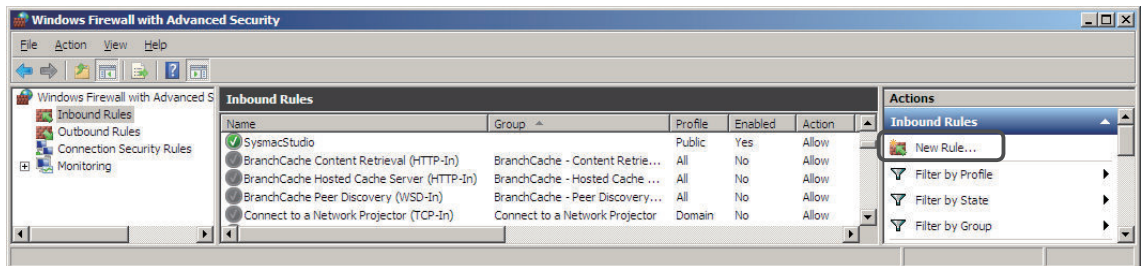 Windows Firewall with Advanced Security
File Action View Help
Windows Firewall with Advanced S
Inbound Rules
Outbound Rules
Connection Security Rules
Monitoring
Inbound Rules
Name Group Profile Enabled Action
SysmacStudio Public Yes Allow
BranchCache Content Retrieval (HTTP-In) BranchCache - Content Retrie... All No Allow
BranchCache Hosted Cache Server (HTTP-In) BranchCache - Hosted Cache ... All No Allow
BranchCache Peer Discovery (WSD-In) BranchCache - Peer Discovery... All No Allow
Connect to a Network Projector (TCP-In) Connect to a Network Projector Domain No Allow
Actions
Inbound Rules
New Rule...
Filter by Profile
Filter by State
Filter by Group